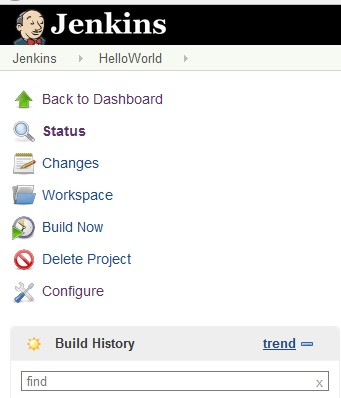 Jenkins
Jenkins HelloWorld
Back to Dashboard
Status
Changes
Workspace
Build Now
Delete Project
Configure
Build History trend
find x